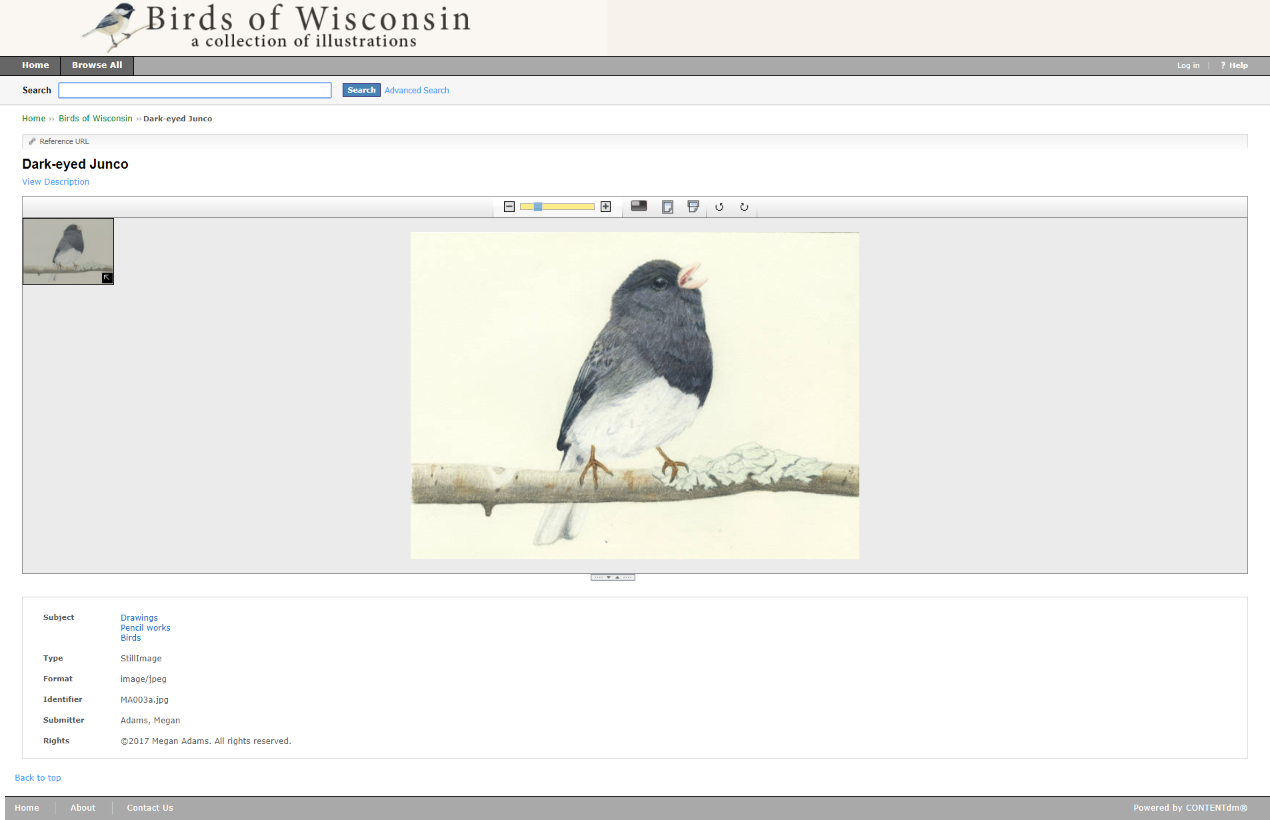 Birds of Wisconsin
a collection of illustrations
Home Browse All Log in ? Help
Search Search Advanced Search
Home ›› Birds of Wisconsin ›› Dark-eyed Junco
Reference URL
Dark-eyed Junco
View Description
Subject Drawings
Pencil works
Birds
Type StillImage
Format image/jpeg
Identifier MA003a.jpg
Submitter Adams, Megan
Rights ©2017 Megan Adams. All rights reserved.
Back to top
Home About Contact Us Powered by CONTENTdm®